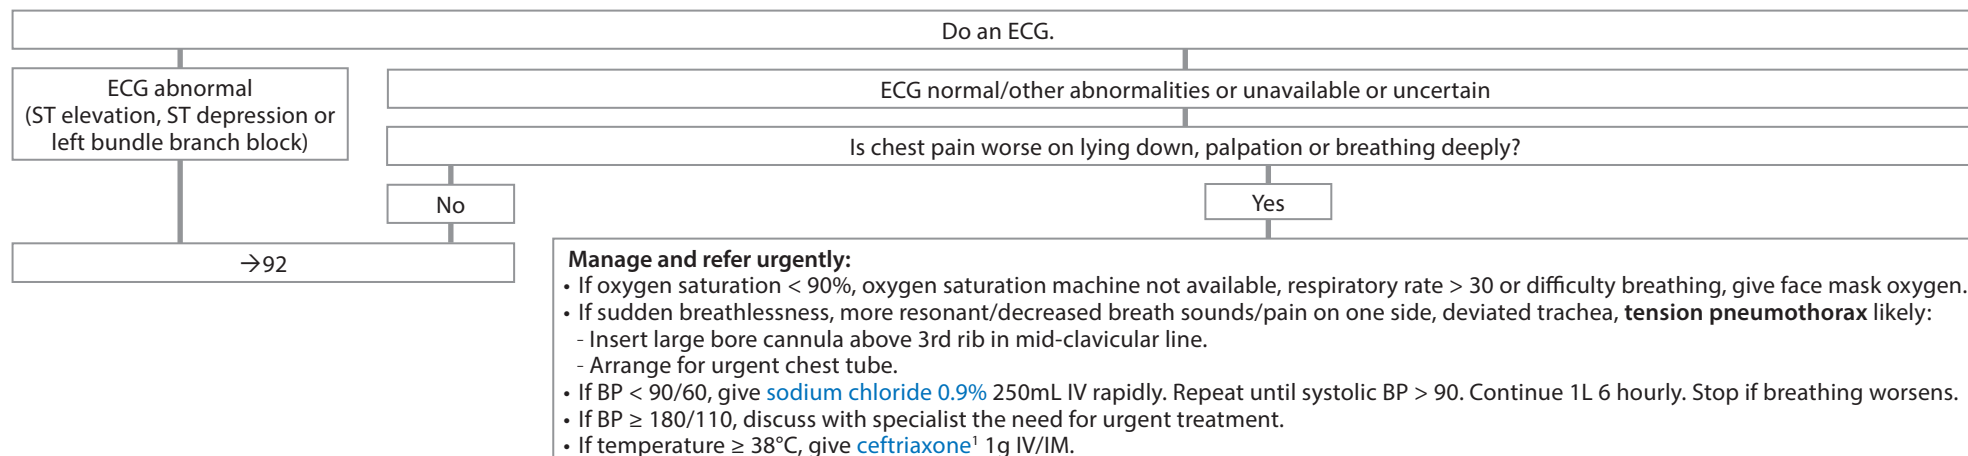 Do an ECG.
ECG abnormal
(ST elevation, ST depression or
left bundle branch block)
ECG normal/other abnormalities or unavailable or uncertain
Is chest pain worse on lying down, palpation or breathing deeply?
No
Yes
→92
Manage and refer urgently:
• If oxygen saturation < 90%, oxygen saturation machine not available, respiratory rate > 30 or difficulty breathing, give face mask oxygen.
• If sudden breathlessness, more resonant/decreased breath sounds/pain on one side, deviated trachea, tension pneumothorax likely:
- Insert large bore cannula above 3rd rib in mid-clavicular line.
- Arrange for urgent chest tube.
• If BP < 90/60, give sodium chloride 0.9% 250mL IV rapidly. Repeat until systolic BP > 90. Continue 1L 6 hourly. Stop if breathing worsens.
• If BP ≥ 180/110, discuss with specialist the need for urgent treatment.
• If temperature ≥ 38°C, give ceftriaxone¹ 1g IV/IM.